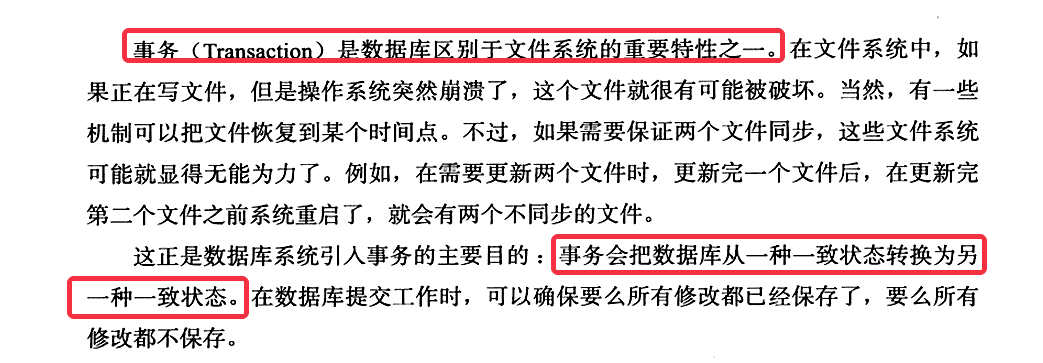 事务（Transaction）是数据库区别于文件系统的重要特性之一。在文件系统中，如
果正在写文件，但是操作系统突然崩溃了，这个文件就很有可能被破坏。当然，有一些
机制可以把文件恢复到某个时间点。不过，如果需要保证两个文件同步，这些文件系统
可能就显得无能为力了。例如，在需要更新两个文件时，更新完一个文件后，在更新完
第二个文件之前系统重启了，就会有两个不同步的文件。
这正是数据库系统引入事务的主要目的：事务会把数据库从一种一致状态转换为另
一种一致状态。在数据库提交工作时，可以确保要么所有修改都已经保存了，要么所有
修改都不保存。